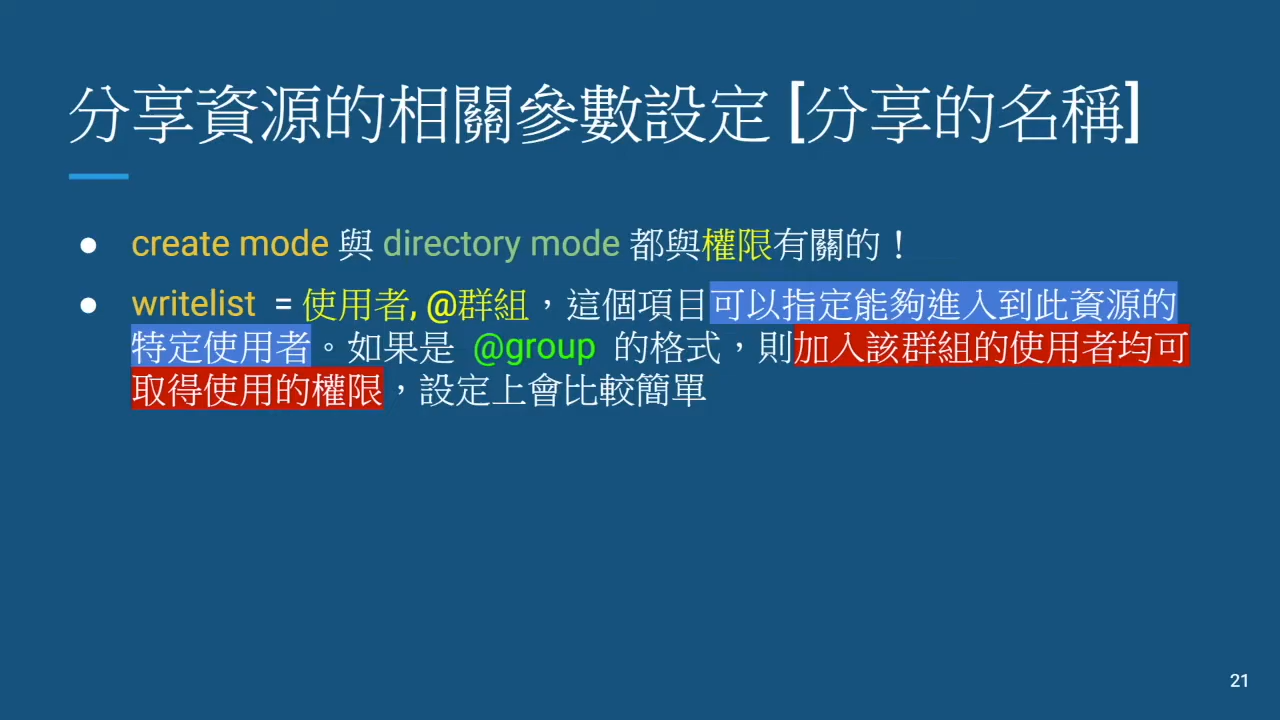 分享資源的相關參數設定 [分享的名稱]
● create mode 與 directory mode 都與權限有關的！
● writelist = 使用者, @群組，這個項目可以指定能夠進入到此資源的
特定使用者。如果是 @group 的格式，則加入該群組的使用者均可
取得使用的權限，設定上會比較簡單
21